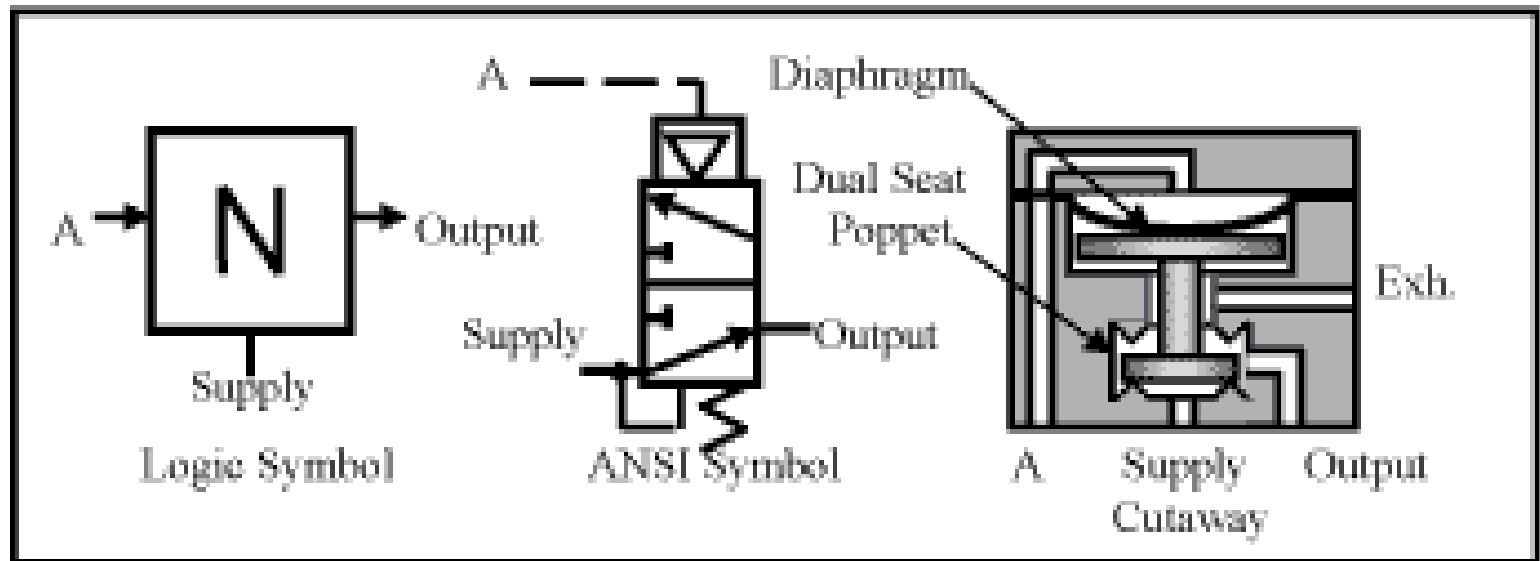 A
N
Output
Supply
Logic Symbol
A
Supply
Output
ANSI Symbol
Diaphragm
Dual Seat
Poppet
Exh.
A Supply Output
Cutaway